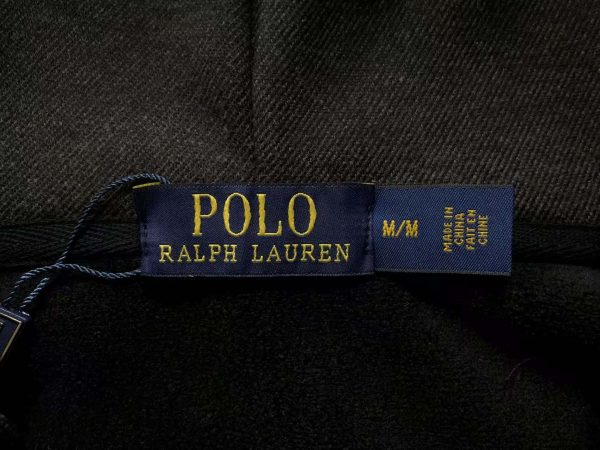 POLO
RALPH LAUREN
M/M
MADE IN
CHINA
FAIT EN
CHINE